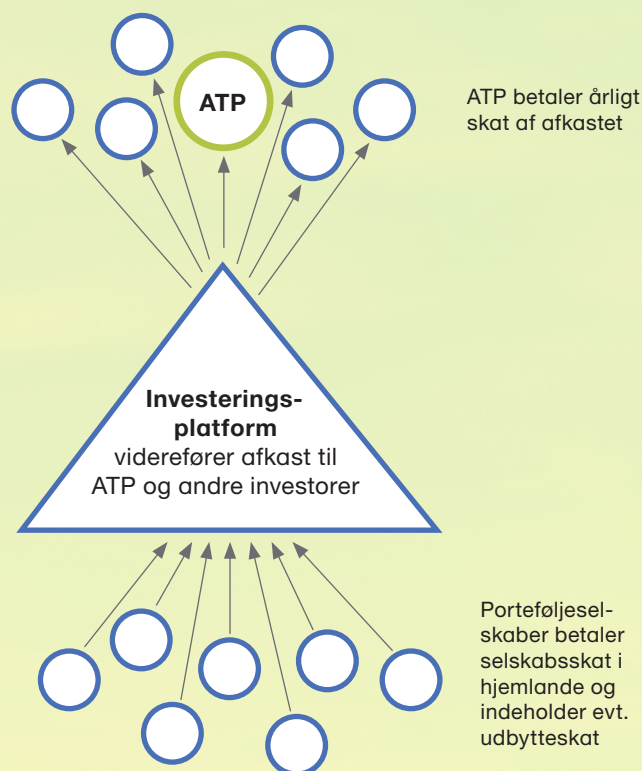 ATP
ATP betaler årligt
skat af afkastet
Investerings-
platform
viderefører afkast til
ATP og andre investorer
Porteføljesel-
skaber betaler
selskabsskat i
hjemlande og
indeholder evt.
udbytteskat